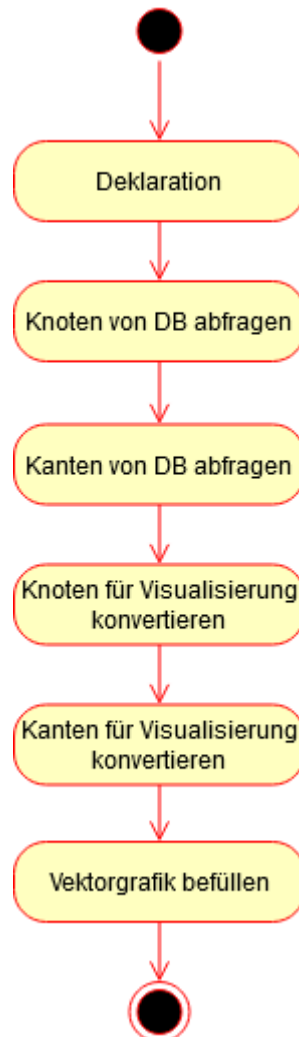 Deklaration
Knoten von DB abfragen
Kanten von DB abfragen
Knoten für Visualisierung
konvertieren
Kanten für Visualisierung
konvertieren
Vektorgrafik befüllen